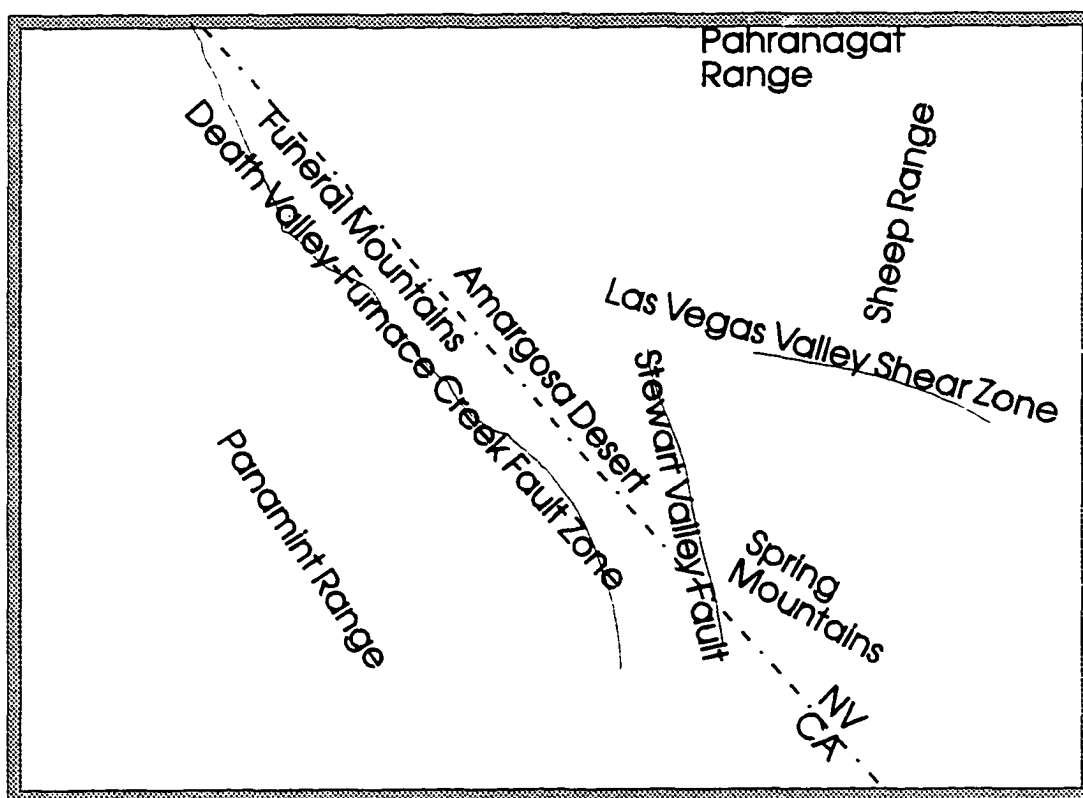 Pahranagat
Range
Sheep Range
Funeral Mountains
Death Valley-Furnace Creek Fault Zone
Amargosa Desert
Las Vegas Valley Shear Zone
Stewart Valley Fault
Panamint Range
Spring
Mountains
NV
CA